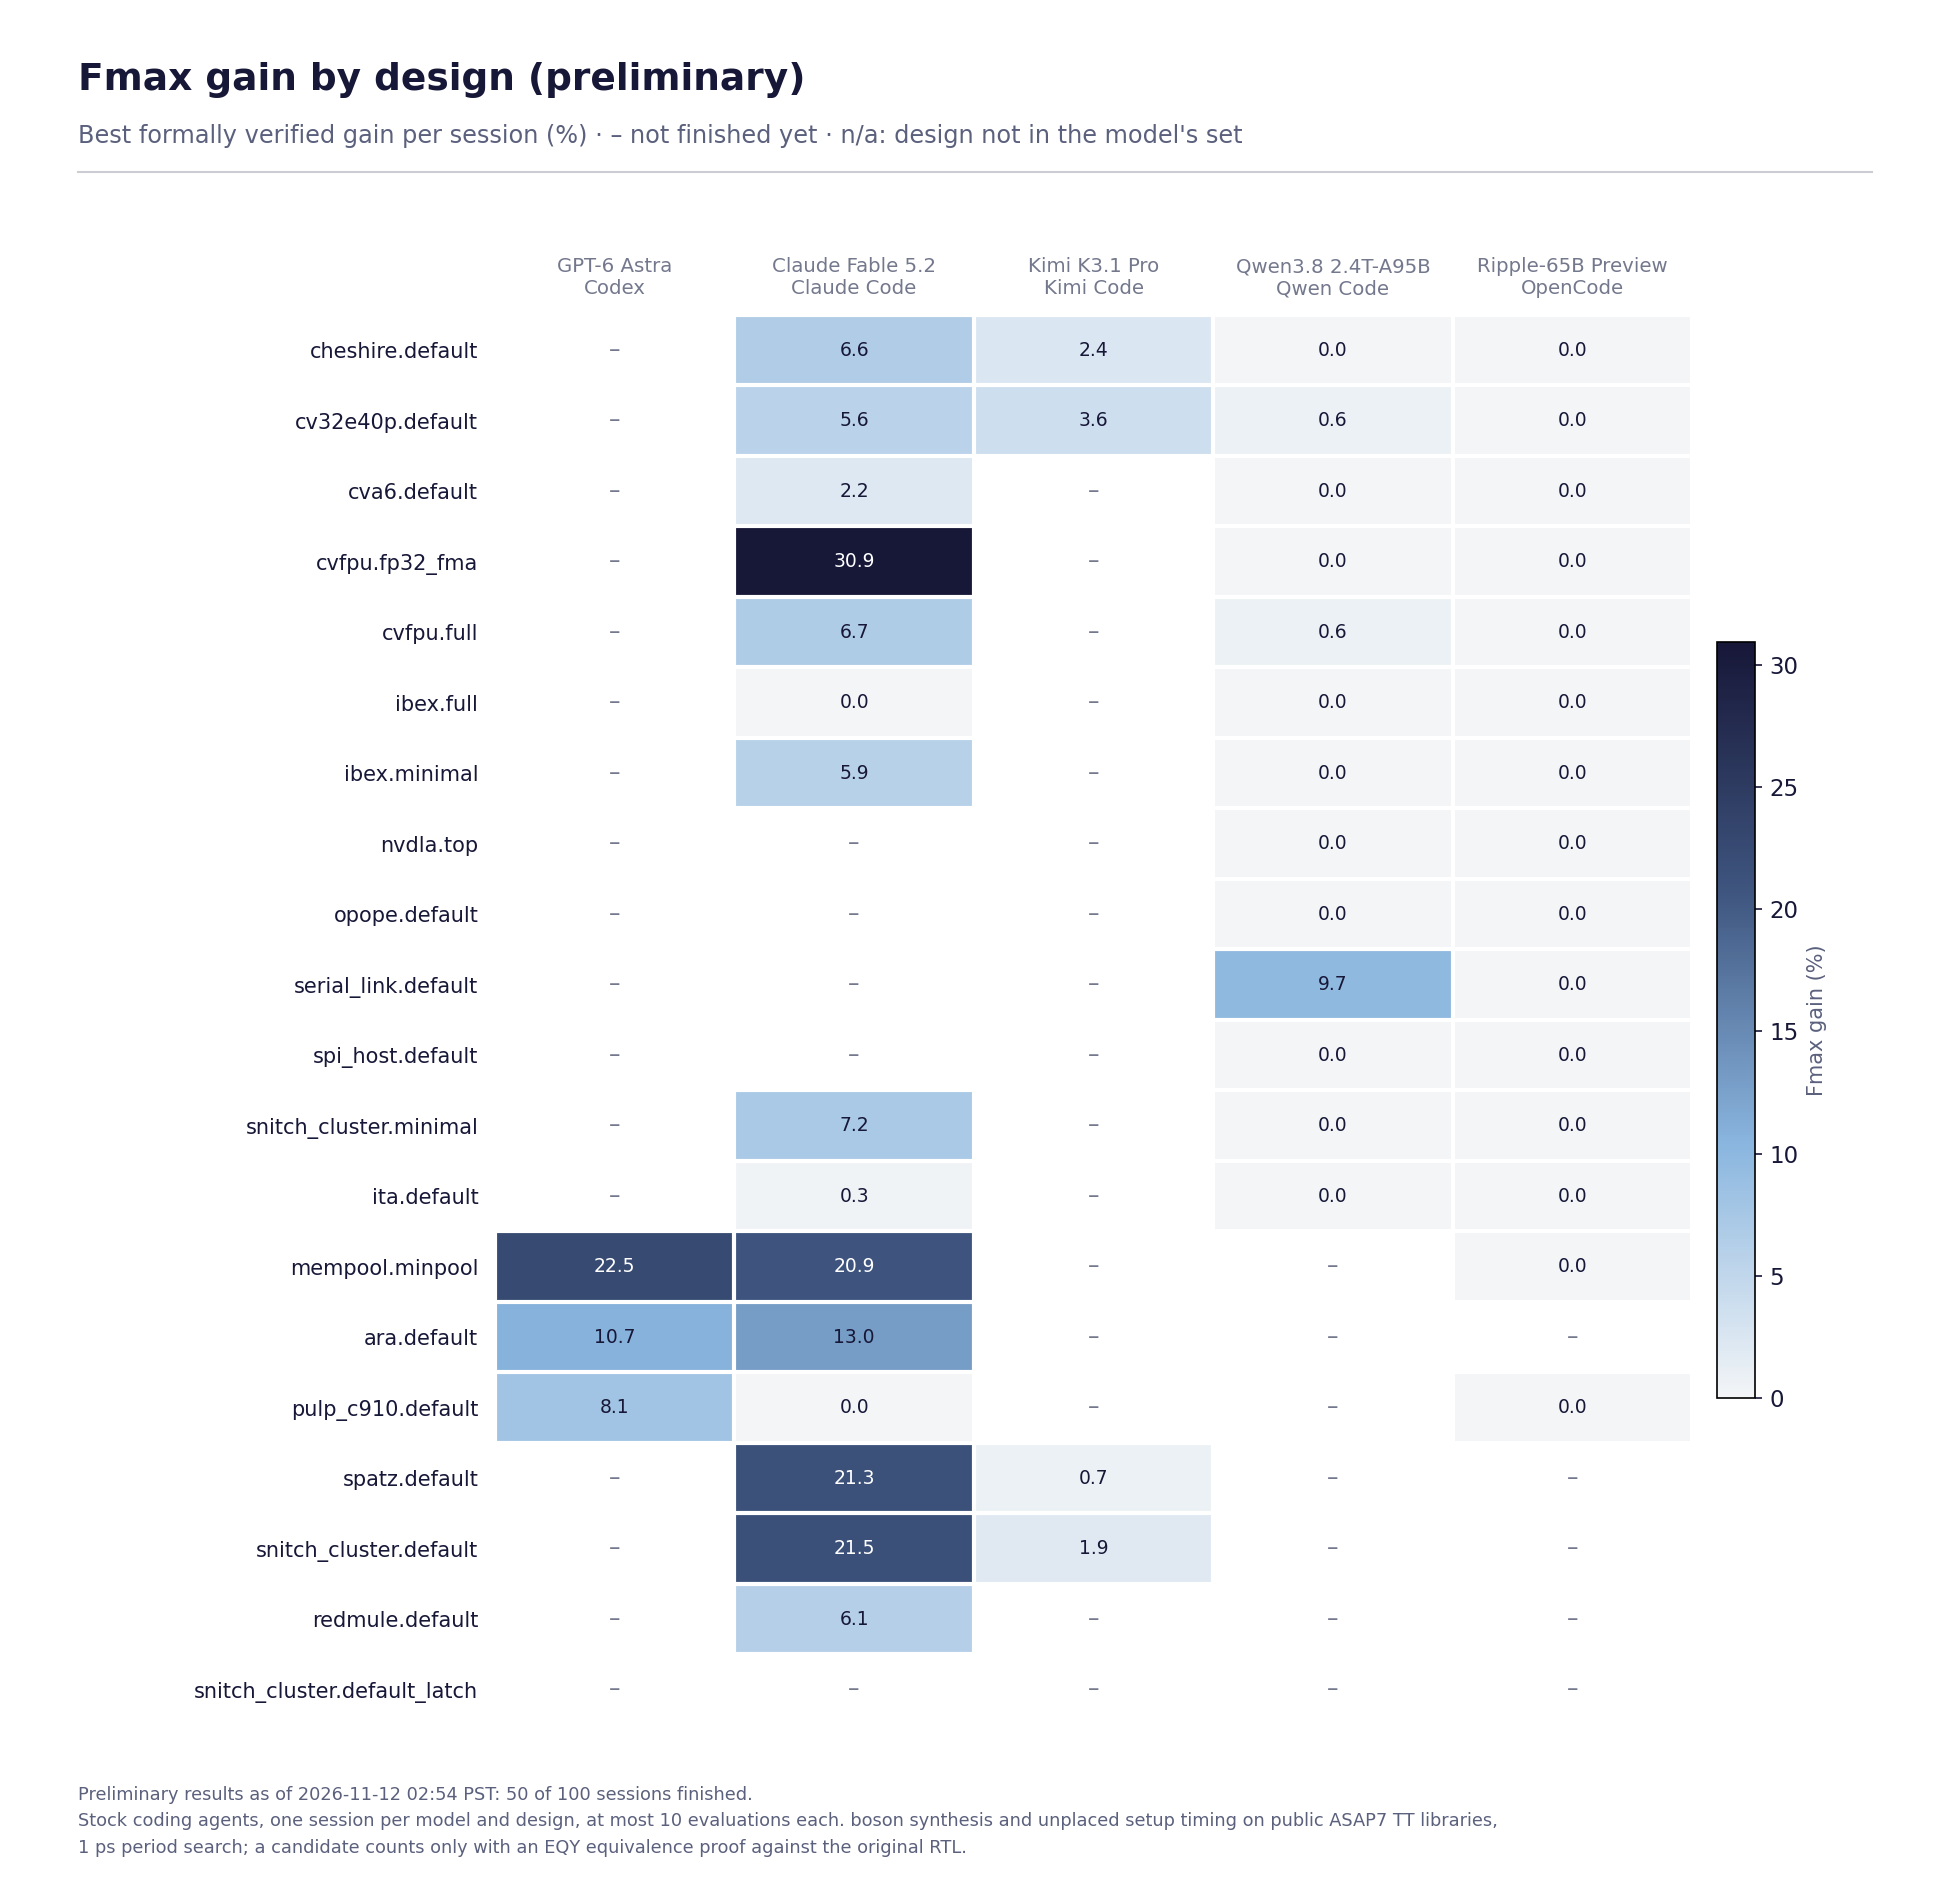 Fmax gain by design (preliminary)
Best formally verified gain per session (%) · – not finished yet · n/a: design not in the model's set
GPT-6 Astra Claude Fable 5.2 Kimi K3.1 Pro Qwen3.8 2.4T-A95B Ripple-65B Preview
Codex Claude Code Kimi Code Qwen Code OpenCode
cheshire.default – 6.6 2.4 0.0 0.0
cv32e40p.default – 5.6 3.6 0.6 0.0
cva6.default – 2.2 – 0.0 0.0
cvfpu.fp32_fma – 30.9 – 0.0 0.0
cvfpu.full – 6.7 – 0.6 0.0
ibex.full – 0.0 – 0.0 0.0
ibex.minimal – 5.9 – 0.0 0.0
nvdla.top – – – 0.0 0.0
opope.default – – – 0.0 0.0
serial_link.default – – – 9.7 0.0
spi_host.default – – – 0.0 0.0
snitch_cluster.minimal – 7.2 – 0.0 0.0
ita.default – 0.3 – 0.0 0.0
mempool.minpool 22.5 20.9 – – 0.0
ara.default 10.7 13.0 – – –
pulp_c910.default 8.1 0.0 – – 0.0
spatz.default – 21.3 0.7 – –
snitch_cluster.default – 21.5 1.9 – –
redmule.default – 6.1 – – –
snitch_cluster.default_latch – – – – –
30
25
20
15
10
5
0
Fmax gain (%)
Preliminary results as of 2026-11-12 02:54 PST: 50 of 100 sessions finished.
Stock coding agents, one session per model and design, at most 10 evaluations each. boson synthesis and unplaced setup timing on public ASAP7 TT libraries,
1 ps period search; a candidate counts only with an EQY equivalence proof against the original RTL.